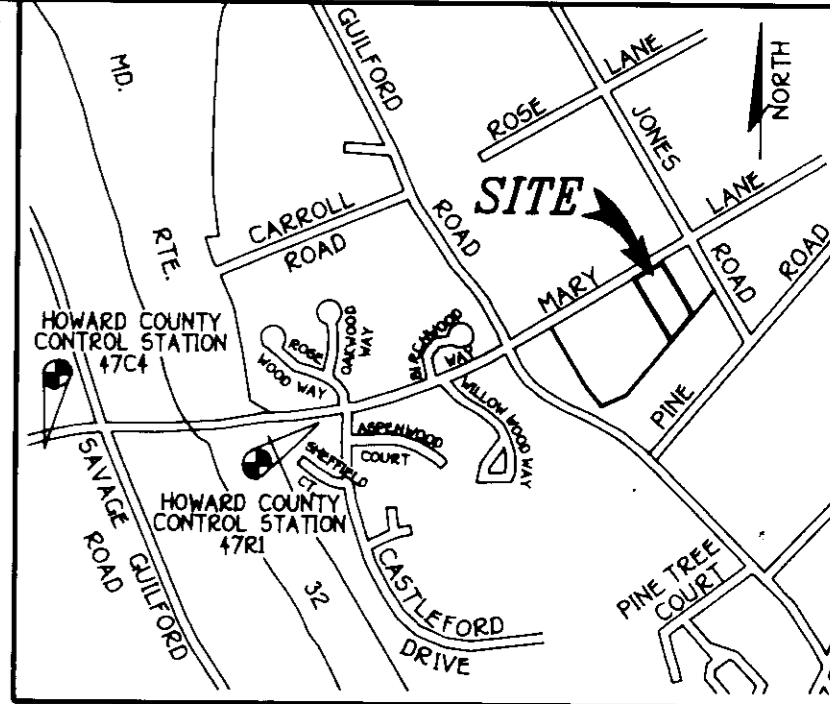 MD.
RTE.
32
GUILFORD
ROAD
ROSE
LANE
JONES
ROAD
NORTH
SITE
MARY
LANE
CARROLL
ROAD
ROAD
PINE
HOWARD COUNTY
CONTROL STATION
47C4
ROSE
WOOD WAY
OAKWOOD
WAY
BIRCHWOOD
WAY
WILLOW WOOD WAY
ASPENWOOD
COURT
SHEFFIELD
CT.
HOWARD COUNTY
CONTROL STATION
47R1
SAVAGE GUILFORD
ROAD
CASTLEFORD
DRIVE
PINE TREE
COURT